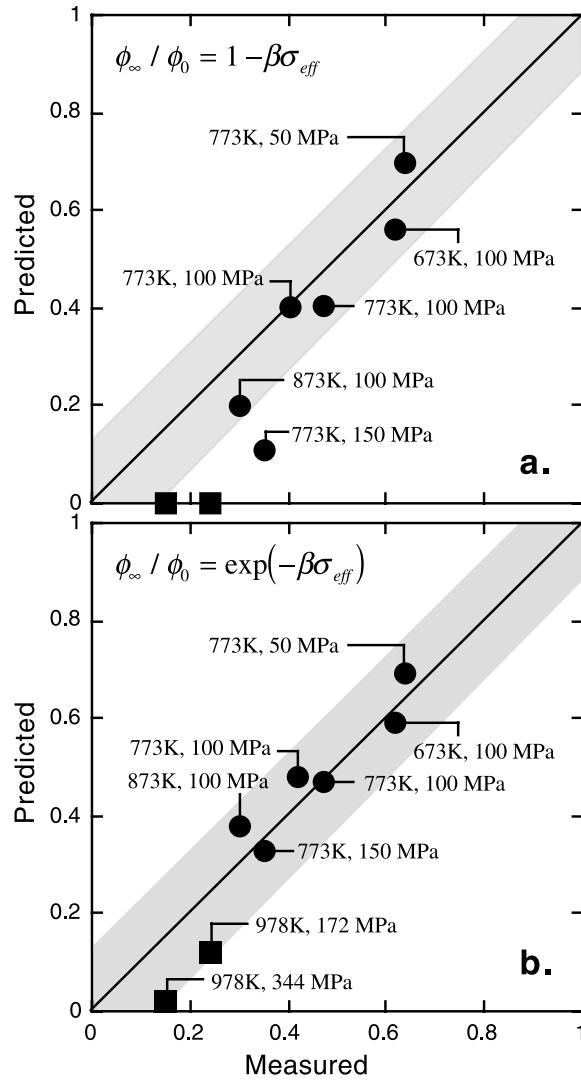 1
ϕ∞ / ϕ0 = 1 − βσeff
0.8
773K, 50 MPa
0.6
673K, 100 MPa
773K, 100 MPa
Predicted
0.4
773K, 100 MPa
873K, 100 MPa
0.2
773K, 150 MPa
a.
0
1
ϕ∞ / ϕ0 = exp(−βσeff)
0.8
773K, 50 MPa
0.6
773K, 100 MPa
673K, 100 MPa
873K, 100 MPa
773K, 100 MPa
Predicted
0.4
773K, 150 MPa
0.2
978K, 172 MPa
978K, 344 MPa
b.
0
0 0.2 0.4 0.6 0.8 1
Measured